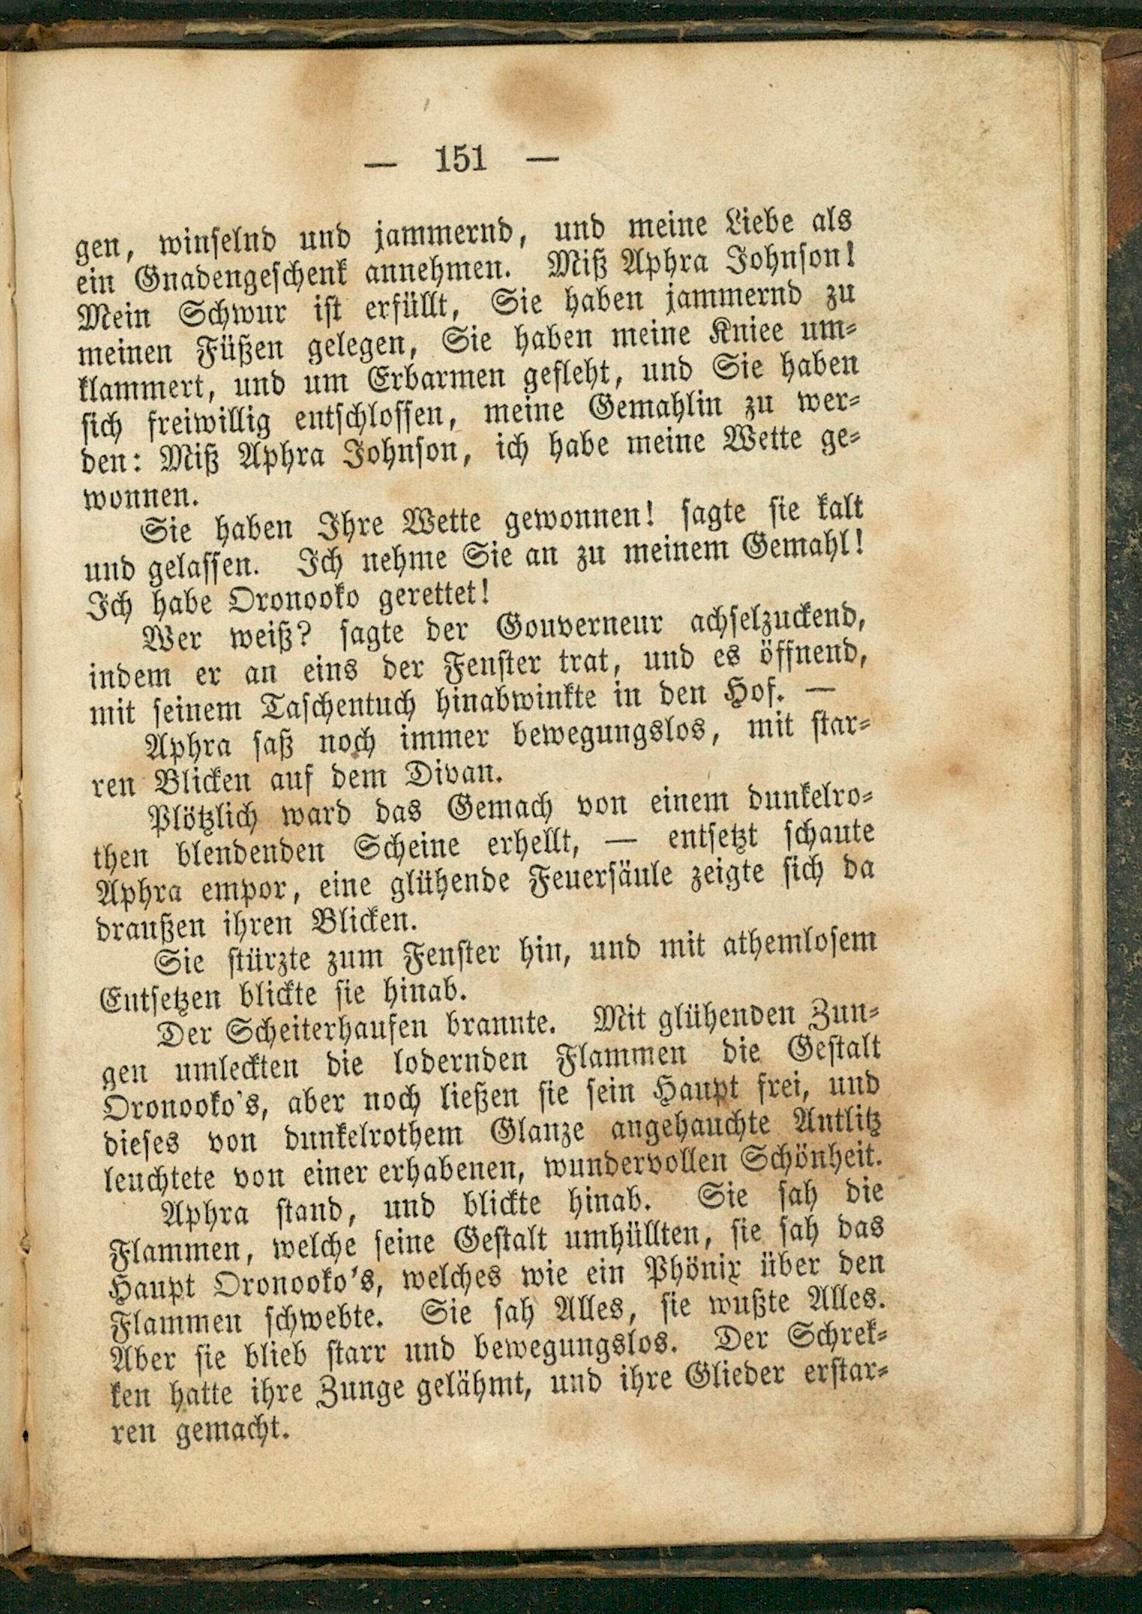 — 151 —
gen, winselnd und jammernd, und meine Liebe als
ein Gnadengeschenk annehmen. Miß Aphra Johnson!
Mein Schwur ist erfüllt, Sie haben jammernd zu
meinen Füßen gelegen, Sie haben meine Kniee um-
klammert, und um Erbarmen gefleht, und Sie haben
sich freiwillig entschlossen, meine Gemahlin zu wer-
den: Miß Aphra Johnson, ich habe meine Wette ge-
wonnen.
Sie haben Ihre Wette gewonnen! sagte sie kalt
und gelassen. Ich nehme Sie an zu meinem Gemahl!
Ich habe Oronooko gerettet!
Wer weiß? sagte der Gouverneur achselzuckend,
indem er an eins der Fenster trat, und es öffnend,
mit seinem Taschentuch hinabwinkte in den Hof. —
Aphra saß noch immer bewegungslos, mit star-
ren Blicken auf dem Divan.
Plötzlich ward das Gemach von einem dunkelro-
then blendenden Scheine erhellt, — entsetzt schaute
Aphra empor, eine glühende Feuersäule zeigte sich da
draußen ihren Blicken.
Sie stürzte zum Fenster hin, und mit athemlosem
Entsetzen blickte sie hinab.
Der Scheiterhaufen brannte. Mit glühenden Zun-
gen umleckten die lodernden Flammen die Gestalt
Oronooko's, aber noch ließen sie sein Haupt frei, und
dieses von dunkelrothem Glanze angehauchte Antlitz
leuchtete von einer erhabenen, wundervollen Schönheit.
Aphra stand, und blickte hinab. Sie sah die
Flammen, welche seine Gestalt umhüllten, sie sah das
Haupt Oronooko's, welches wie ein Phönix über den
Flammen schwebte. Sie sah Alles, sie wußte Alles.
Aber sie blieb starr und bewegungslos. Der Schrek-
ken hatte ihre Zunge gelähmt, und ihre Glieder erstar-
ren gemacht.